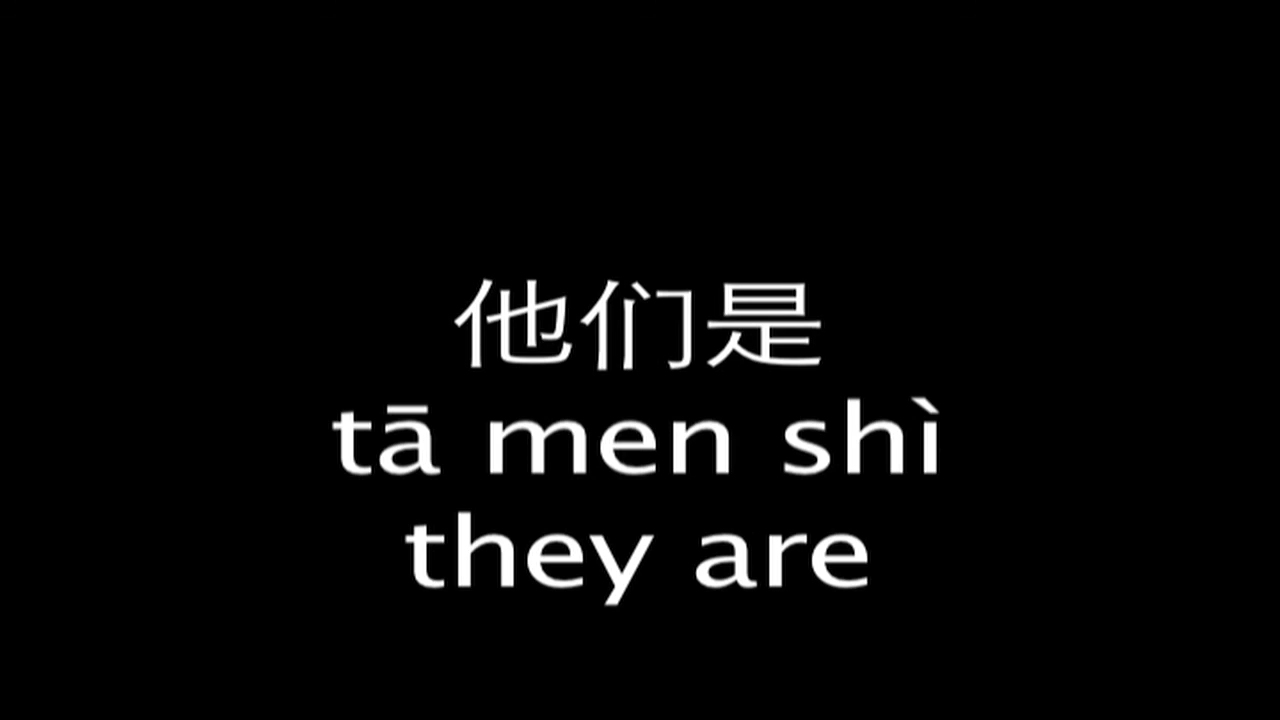 他们是
tā men shì
they are